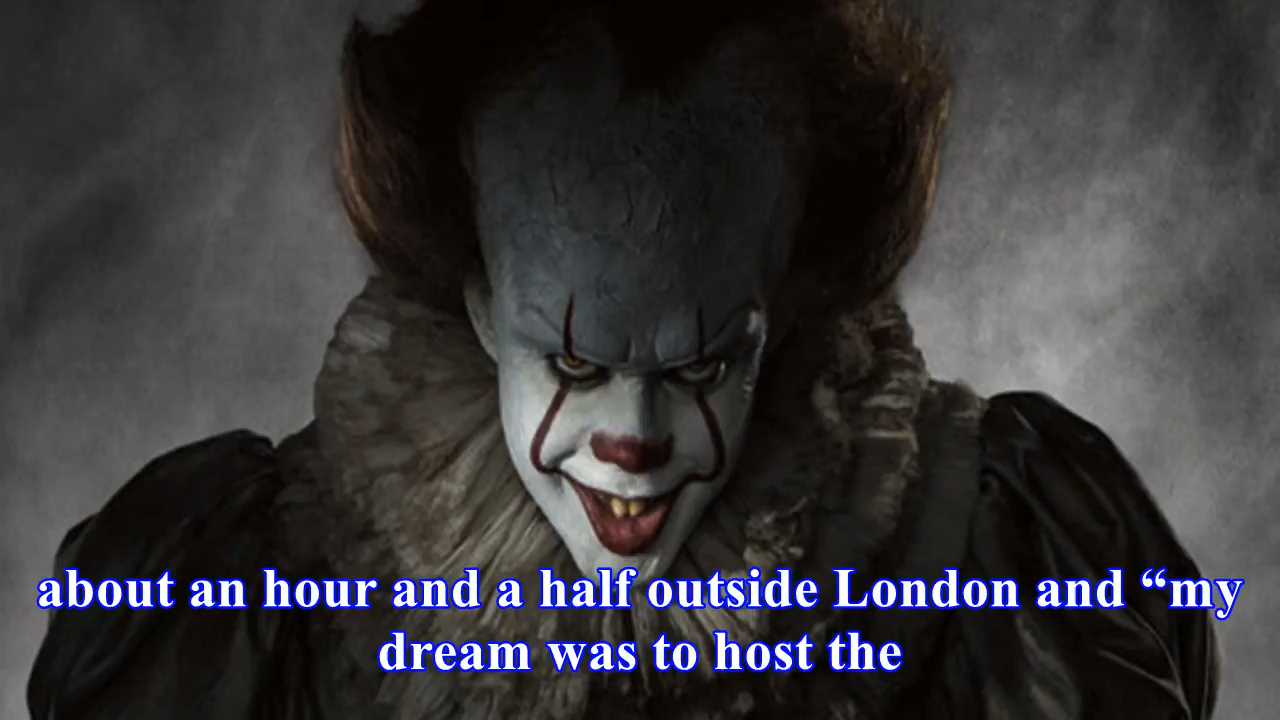 about an hour and a half outside London and “my
dream was to host the